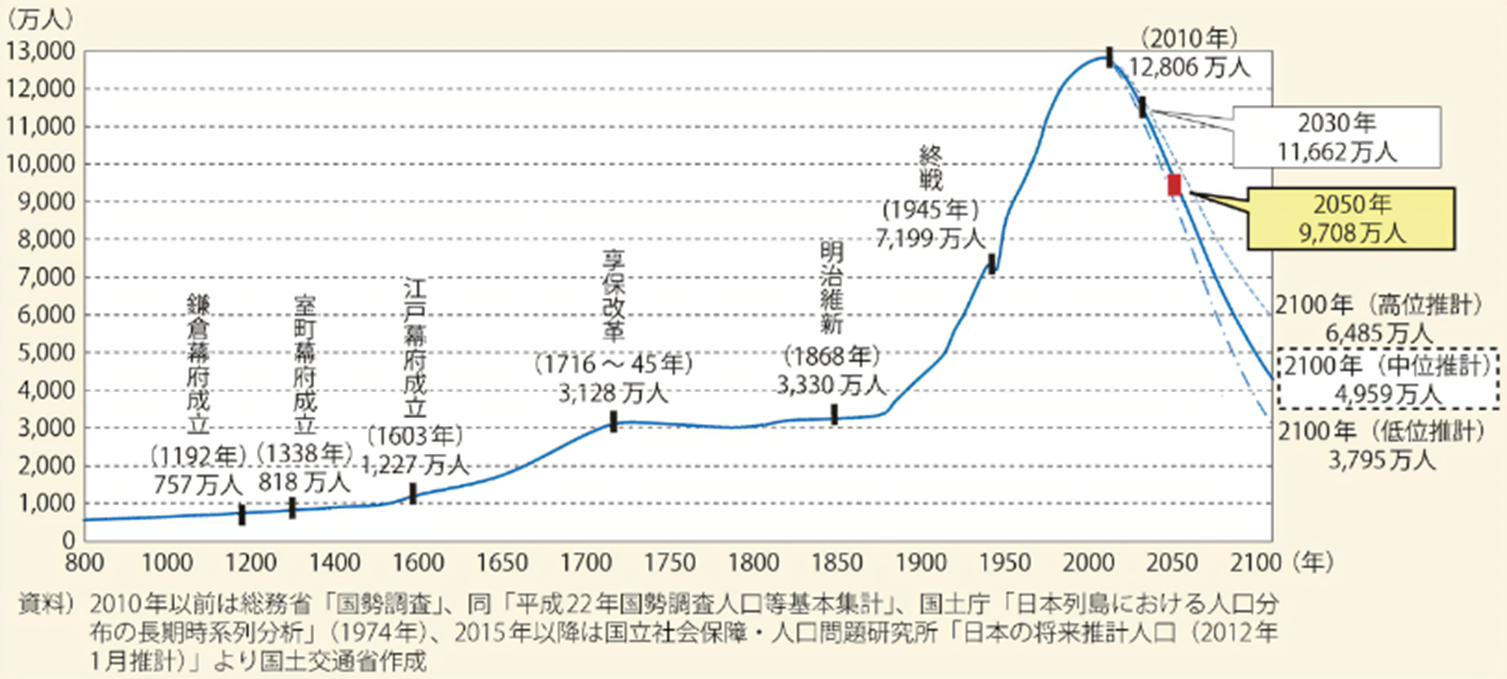 （万人）
13,000
12,000
11,000
10,000
9,000
8,000
7,000
6,000
5,000
4,000
3,000
2,000
1,000
0
800 1000 1200 1400 1600 1650 1700 1750 1800 1850 1900 1950 2000 2050 2100（年）
鎌倉幕府成立
（1192年）
757万人
室町幕府成立
（1338年）
818万人
江戸幕府成立
（1603年）
1,227万人
享保改革
（1716～45年）
3,128万人
明治維新
（1868年）
3,330万人
終戦
(1945年)
7,199万人
（2010年）
12,806万人
2030年
11,662万人
2050年
9,708万人
2100年（高位推計）
6,485万人
2100年（中位推計）
4,959万人
2100年（低位推計）
3,795万人
資料）2010年以前は総務省「国勢調査」、同「平成22年国勢調査人口等基本集計」、国土庁「日本列島における人口分
布の長期時系列分析」（1974年）、2015年以降は国立社会保障・人口問題研究所「日本の将来推計人口（2012年
1月推計）」より国土交通省作成